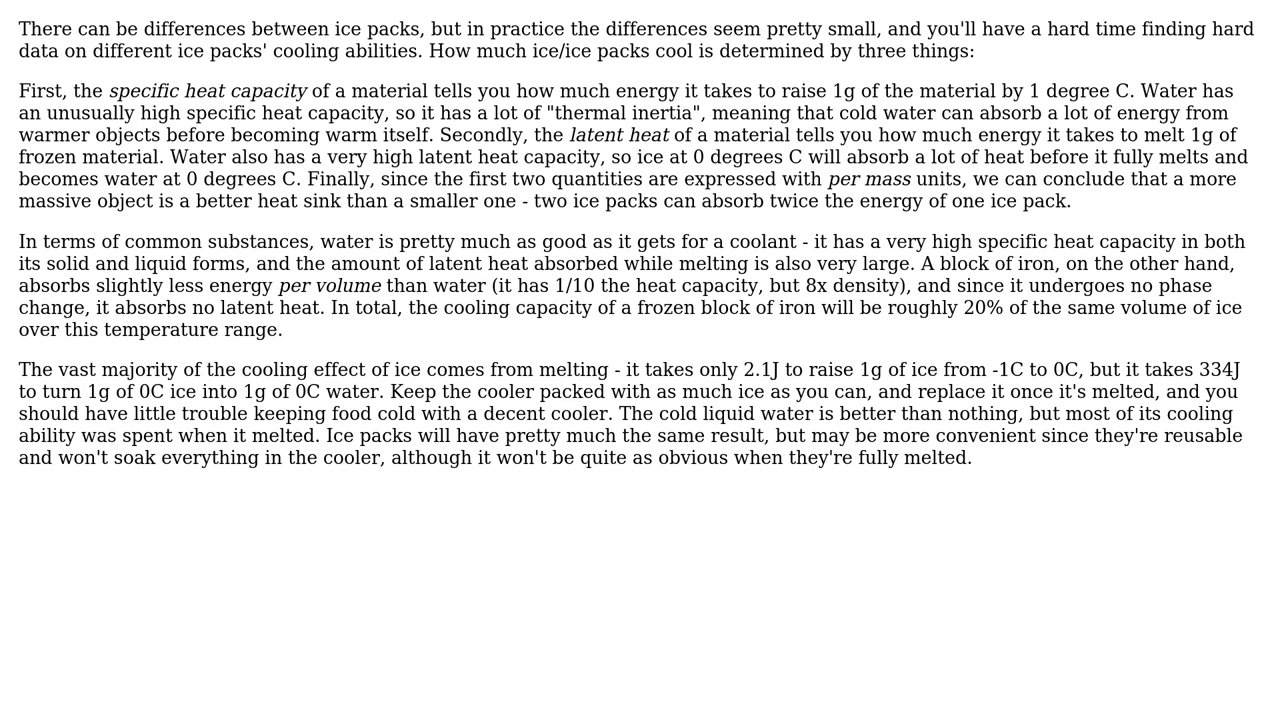 There can be differences between ice packs, but in practice the differences seem pretty small, and you'll have a hard time finding hard
data on different ice packs' cooling abilities. How much ice/ice packs cool is determined by three things:
First, the specific heat capacity of a material tells you how much energy it takes to raise 1g of the material by 1 degree C. Water has
an unusually high specific heat capacity, so it has a lot of "thermal inertia", meaning that cold water can absorb a lot of energy from
warmer objects before becoming warm itself. Secondly, the latent heat of a material tells you how much energy it takes to melt 1g of
frozen material. Water also has a very high latent heat capacity, so ice at 0 degrees C will absorb a lot of heat before it fully melts and
becomes water at 0 degrees C. Finally, since the first two quantities are expressed with per mass units, we can conclude that a more
massive object is a better heat sink than a smaller one - two ice packs can absorb twice the energy of one ice pack.
In terms of common substances, water is pretty much as good as it gets for a coolant - it has a very high specific heat capacity in both
its solid and liquid forms, and the amount of latent heat absorbed while melting is also very large. A block of iron, on the other hand,
absorbs slightly less energy per volume than water (it has 1/10 the heat capacity, but 8x density), and since it undergoes no phase
change, it absorbs no latent heat. In total, the cooling capacity of a frozen block of iron will be roughly 20% of the same volume of ice
over this temperature range.
The vast majority of the cooling effect of ice comes from melting - it takes only 2.1J to raise 1g of ice from -1C to 0C, but it takes 334J
to turn 1g of 0C ice into 1g of 0C water. Keep the cooler packed with as much ice as you can, and replace it once it's melted, and you
should have little trouble keeping food cold with a decent cooler. The cold liquid water is better than nothing, but most of its cooling
ability was spent when it melted. Ice packs will have pretty much the same result, but may be more convenient since they're reusable
and won't soak everything in the cooler, although it won't be quite as obvious when they're fully melted.